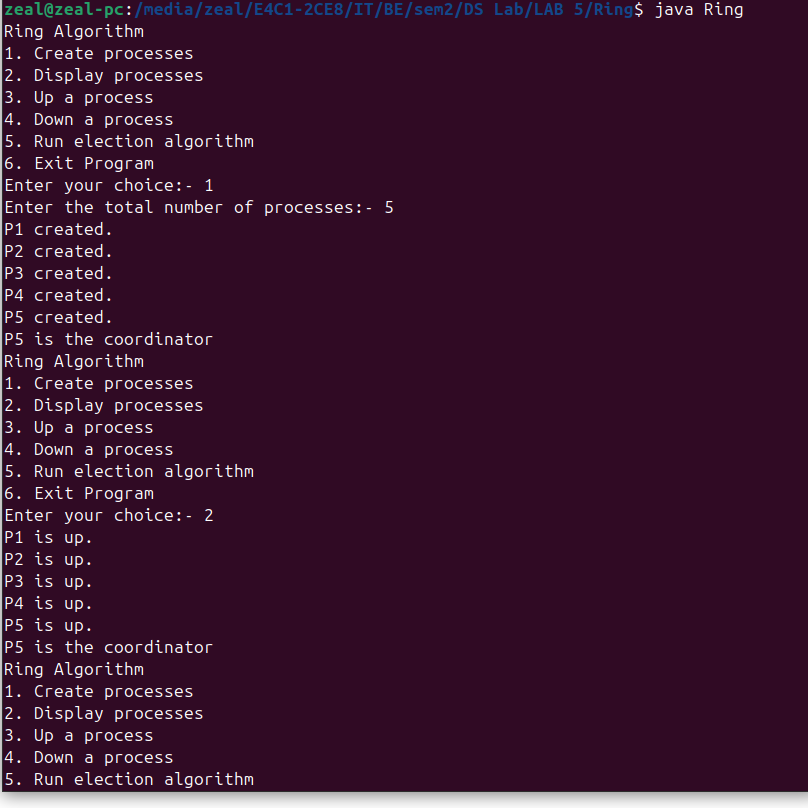 zeal@zeal-pc:/media/zeal/E4C1-2CE8/IT/BE/sem2/DS Lab/LAB 5/Ring$ java Ring
Ring Algorithm
1. Create processes
2. Display processes
3. Up a process
4. Down a process
5. Run election algorithm
6. Exit Program
Enter your choice:- 1
Enter the total number of processes:- 5
P1 created.
P2 created.
P3 created.
P4 created.
P5 created.
P5 is the coordinator
Ring Algorithm
1. Create processes
2. Display processes
3. Up a process
4. Down a process
5. Run election algorithm
6. Exit Program
Enter your choice:- 2
P1 is up.
P2 is up.
P3 is up.
P4 is up.
P5 is up.
P5 is the coordinator
Ring Algorithm
1. Create processes
2. Display processes
3. Up a process
4. Down a process
5. Run election algorithm